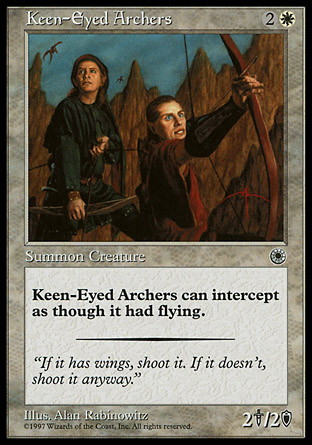 Keen-Eyed Archers 2
Summon Creature
Keen-Eyed Archers can intercept
as though it had flying.
“If it has wings, shoot it. If it doesn’t,
shoot it anyway.”
Illus. Alan Rabinowitz
©1997 Wizards of the Coast, Inc. All rights reserved.
2/2